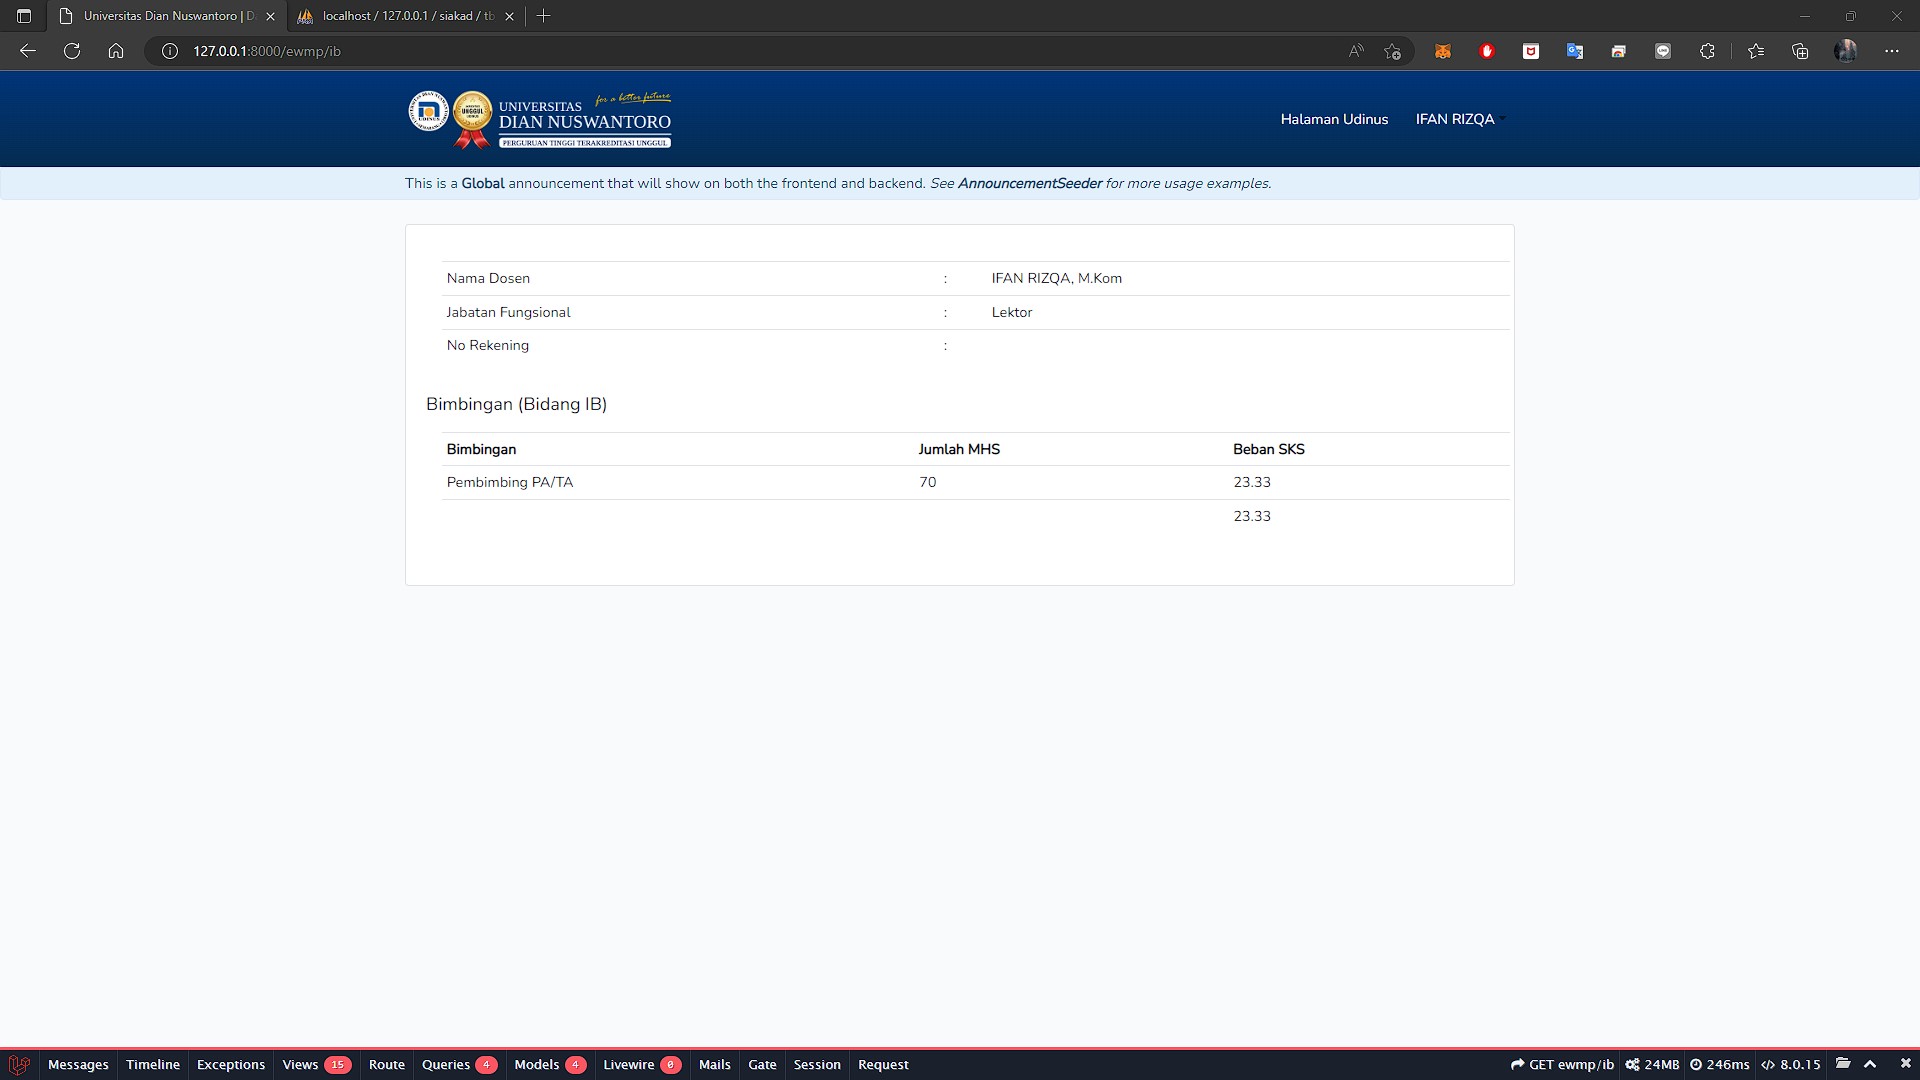 Universitas Dian Nuswantoro | D
localhost / 127.0.0.1 / siakad / tb
127.0.0.1:8000/ewmp/ib
for a better future
UNIVERSITAS
DIAN NUSWANTORO
PERGURUAN TINGGI TERAKREDITASI UNGGUL
UDINUS
UNGGUL
Halaman Udinus
IFAN RIZQA
This is a Global announcement that will show on both the frontend and backend. See AnnouncementSeeder for more usage examples.
Nama Dosen : IFAN RIZQA, M.Kom
Jabatan Fungsional : Lektor
No Rekening :
Bimbingan (Bidang IB)
Bimbingan Jumlah MHS Beban SKS
Pembimbing PA/TA 70 23.33
23.33
Messages Timeline Exceptions Views 15 Route Queries 4 Models 4 Livewire 0 Mails Gate Session Request GET ewmp/ib 24MB 246ms 8.0.15